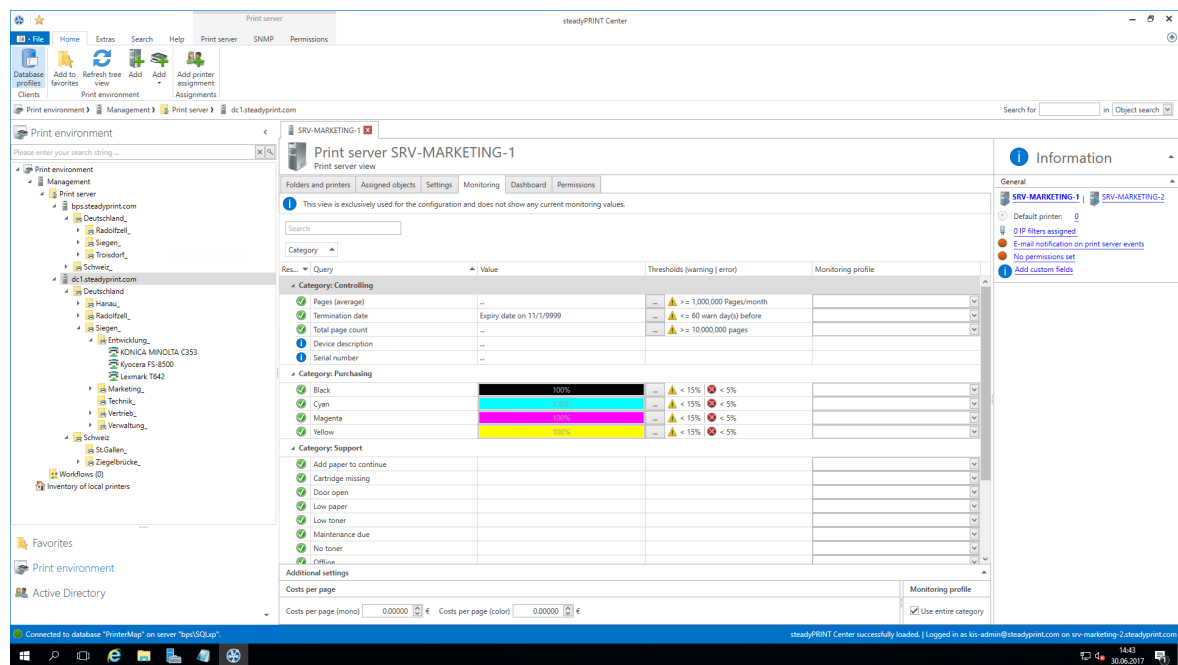 Print server
steadyPRINT Center
File Home Extras Search Help Print server SNMP Permissions
Database profiles
Add to favorites
Refresh tree view
Add
Add
Add printer assignment
Clients Print environment Assignments
Print environment Management Print server dc1.steadyprint.com
Search for in Object search
Print environment
Please enter your search string ...
Print environment
Management
Print server
bps.steadyprint.com
Deutschland_
Radolfzell_
Siegen_
Troisdorf_
Schweiz_
dc1.steadyprint.com
Deutschland
Hanau_
Radolfzell_
Siegen_
Entwicklung_
KONICA MINOLTA C353
Kyocera FS-8500
Lexmark T642
Marketing_
Technik_
Vertrieb_
Verwaltung_
Schweiz
St.Gallen_
Ziegelbrücke_
Workflows (0)
Inventory of local printers
Favorites
Print environment
Active Directory
SRV-MARKETING-1
Print server SRV-MARKETING-1
Print server view
Folders and printers Assigned objects Settings Monitoring Dashboard Permissions
This view is exclusively used for the configuration and does not show any current monitoring values.
Search
Category
Res... Query Value Thresholds (warning | error) Monitoring profile
Category: Controlling
Pages (average) ... ... >= 1,000,000 Pages/month
Termination date Expiry date on 11/1/9999 ... <= 60 warn day(s) before
Total page count ... ... >= 10,000,000 pages
Device description ...
Serial number ...
Category: Purchasing
Black 100% ... < 15% < 5%
Cyan 100% ... < 15% < 5%
Magenta 100% ... < 15% < 5%
Yellow 100% ... < 15% < 5%
Category: Support
Add paper to continue
Cartridge missing
Door open
Low paper
Low toner
Maintenance due
No toner
Offline
Additional settings
Costs per page Monitoring profile
Costs per page (mono) 0.00000 € Costs per page (color) 0.00000 € Use entire category
Information
General
SRV-MARKETING-1 | SRV-MARKETING-2
Default printer: 0
0 IP filters assigned
E-mail notification on print server events
No permissions set
Add custom fields
Connected to database "PrinterMap" on server "bps\SQLxp".
steadyPRINT Center successfully loaded. | Logged in as kis-admin@steadyprint.com on srv-marketing-2.steadyprint.com
14:43
30.06.2017